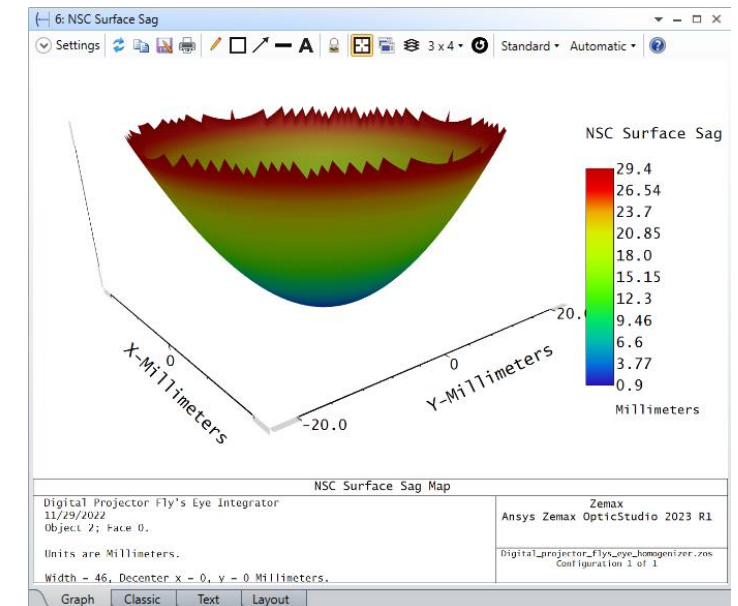 6: NSC Surface Sag
Settings
3 x 4
Standard
Automatic
NSC Surface Sag
29.4
26.54
23.7
20.85
18.0
15.15
12.3
9.46
6.6
3.77
0.9
Millimeters
20.
0
X-Millimeters
0
Y-Millimeters
-20.0
NSC Surface Sag Map
Digital Projector Fly's Eye Integrator
11/29/2022
Object 2; Face 0.
Units are Millimeters.
Width = 46, Decenter x = 0, y = 0 Millimeters.
Zemax
Ansys Zemax OpticStudio 2023 R1
Digital_projector_flys_eye_homogenizer.zos
Configuration 1 of 1
Graph
Classic
Text
Layout